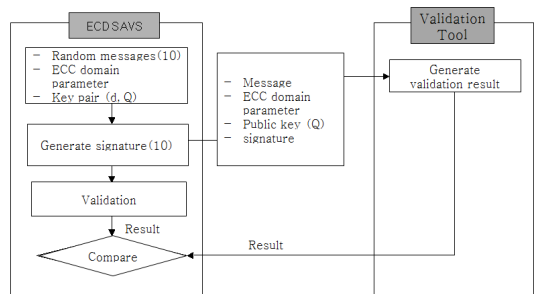 ECDSAVS
- Random messages(10)
- ECC domain
parameter
- Key pair (d, Q)
Generate signature(10)
Validation
Result
Compare
- Message
- ECC domain
parameter
- Public key (Q)
- signature
Validation
Tool
Generate
validation result
Result